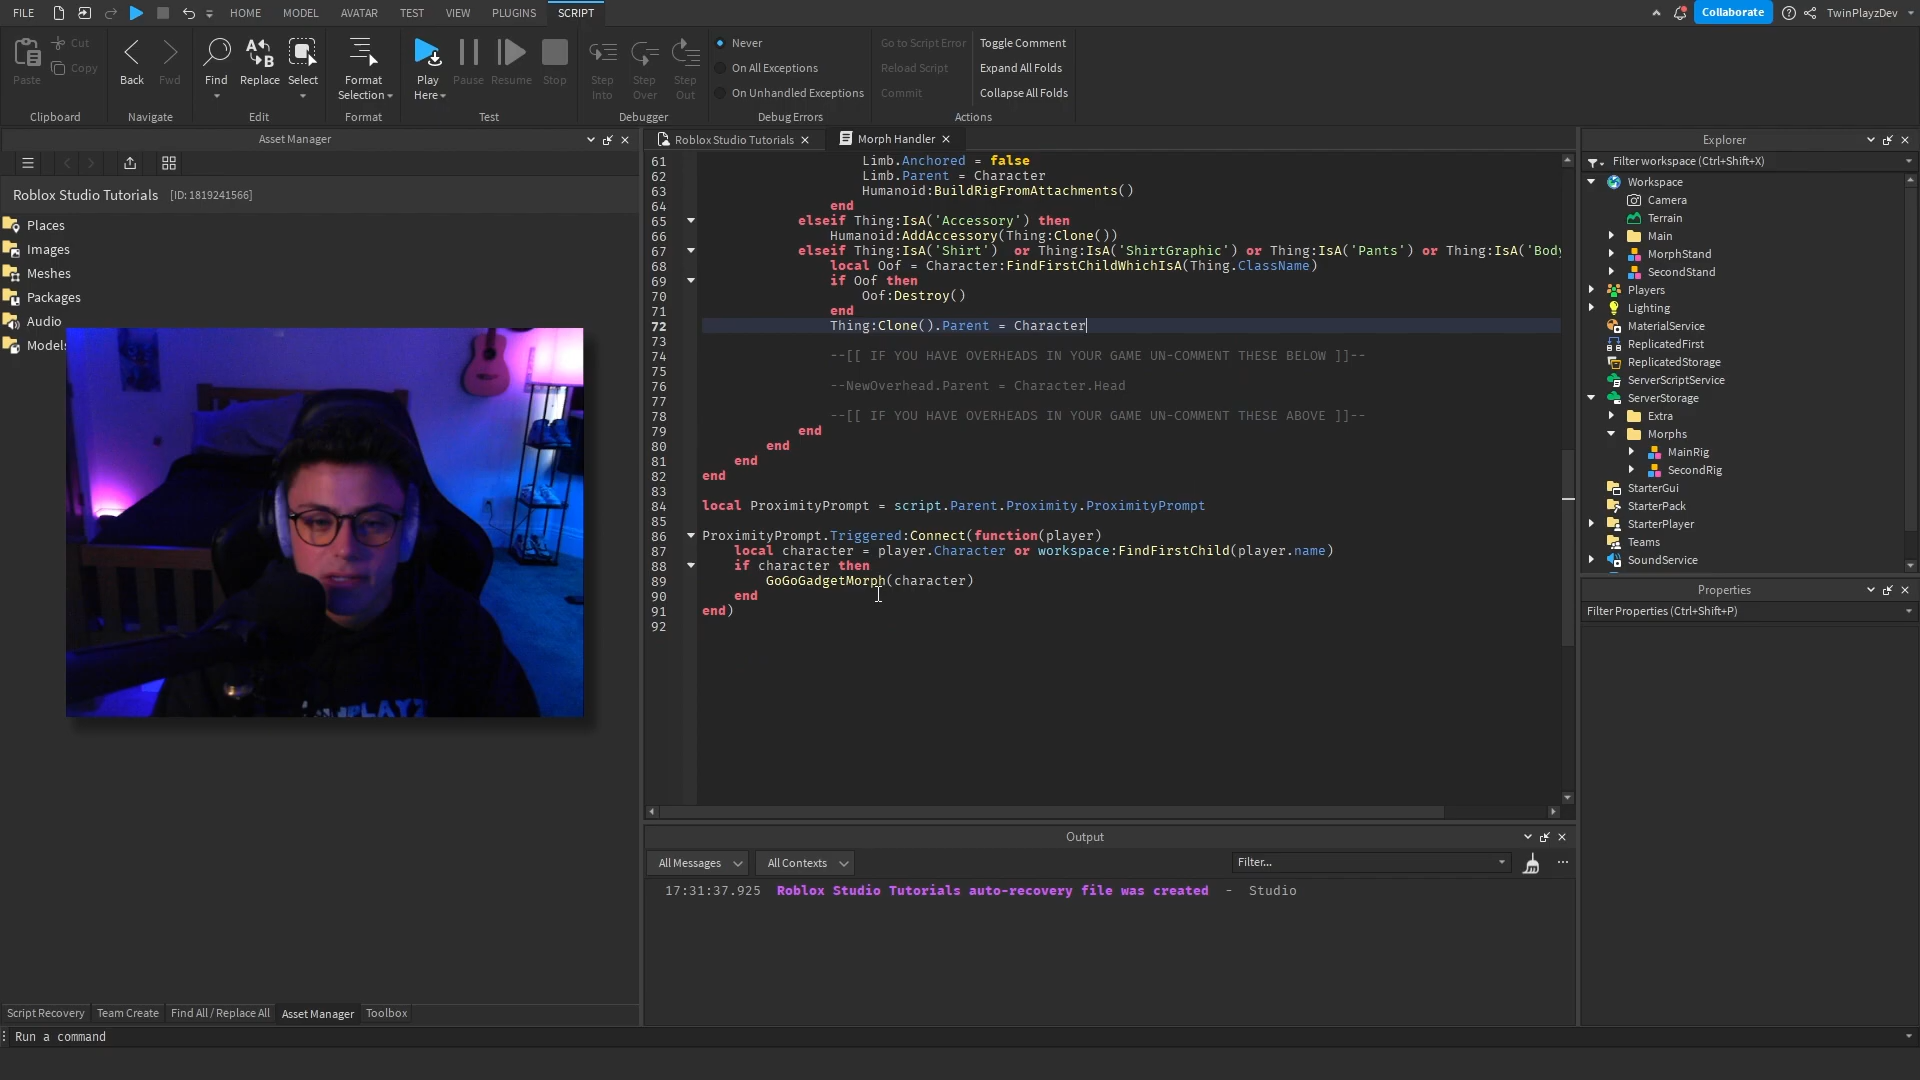 FILE
HOME
MODEL
AVATAR
TEST
VIEW
PLUGINS
SCRIPT
Collaborate
TwinPlayzDev
Paste
Cut
Copy
Clipboard
Back
Fwd
Navigate
Find
Replace
Select
Edit
Format
Selection
Format
Play
Here
Pause
Resume
Stop
Test
Step
Into
Step
Over
Step
Out
Debugger
Never
On All Exceptions
On Unhandled Exceptions
Debug Errors
Go to Script Error
Reload Script
Commit
Toggle Comment
Expand All Folds
Collapse All Folds
Actions
Asset Manager
Roblox Studio Tutorials [ID: 1819241566]
Places
Images
Meshes
Packages
Audio
Models
Roblox Studio Tutorials
Morph Handler
61 Limb.Anchored = false
62 Limb.Parent = Character
63 Humanoid:BuildRigFromAttachments()
64 end
65 elseif Thing:IsA('Accessory') then
66 Humanoid:AddAccessory(Thing:Clone())
67 elseif Thing:IsA('Shirt')  or Thing:IsA('ShirtGraphic') or Thing:IsA('Pants') or Thing:IsA('Body
68 local Oof = Character:FindFirstChildWhichIsA(Thing.ClassName)
69 if Oof then
70 Oof:Destroy()
71 end
72 Thing:Clone().Parent = Character
73
74 --[[ IF YOU HAVE OVERHEADS IN YOUR GAME UN-COMMENT THESE BELOW ]]--
75
76 --NewOverhead.Parent = Character.Head
77
78 --[[ IF YOU HAVE OVERHEADS IN YOUR GAME UN-COMMENT THESE ABOVE ]]--
79 end
80 end
81 end
82 end
83
84 local ProximityPrompt = script.Parent.Proximity.ProximityPrompt
85
86 ProximityPrompt.Triggered:Connect(function(player)
87 local character = player.Character or workspace:FindFirstChild(player.name)
88 if character then
89 GoGoGadgetMorph(character)
90 end
91 end)
92
Output
All Messages
All Contexts
Filter...
17:31:37.925 Roblox Studio Tutorials auto-recovery file was created - Studio
Explorer
Filter workspace (Ctrl+Shift+X)
Workspace
Camera
Terrain
Main
MorphStand
SecondStand
Players
Lighting
MaterialService
ReplicatedFirst
ReplicatedStorage
ServerScriptService
ServerStorage
Extra
Morphs
MainRig
SecondRig
StarterGui
StarterPack
StarterPlayer
Teams
SoundService
Properties
Filter Properties (Ctrl+Shift+P)
Script Recovery
Team Create
Find All / Replace All
Asset Manager
Toolbox
Run a command